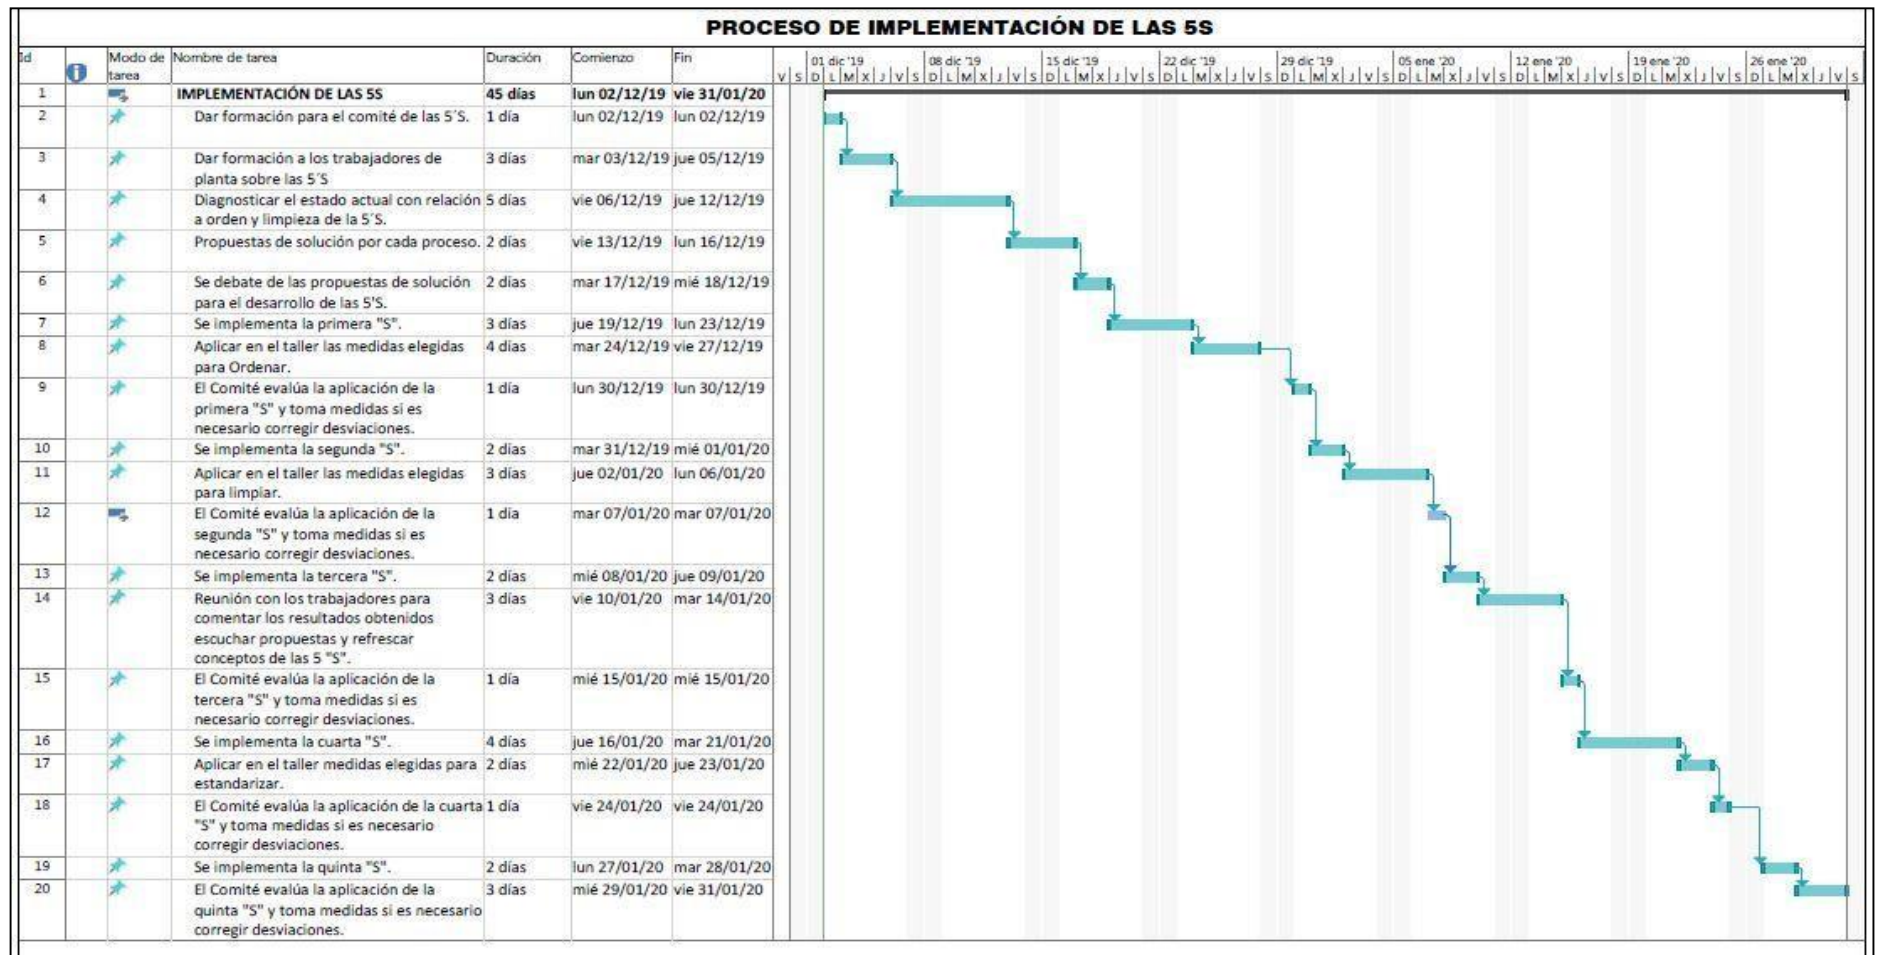 PROCESO DE IMPLEMENTACIÓN DE LAS 5S
Id Modo de Nombre de tarea Duración Comienzo Fin 01 dic '19 08 dic '19 15 dic '19 22 dic '19 29 dic '19 05 ene '20 12 ene '20 19 ene '20 26 ene '20
tarea V S D L M X J V S D L M X J V S D L M X J V S D L M X J V S D L M X J V S D L M X J V S D L M X J V S D L M X J V S D L M X J V S
1 IMPLEMENTACIÓN DE LAS 5S 45 días lun 02/12/19 vie 31/01/20
2 Dar formación para el comité de las 5´S. 1 día lun 02/12/19 lun 02/12/19
3 Dar formación a los trabajadores de 3 días mar 03/12/19 jue 05/12/19
planta sobre las 5´S
4 Diagnosticar el estado actual con relación 5 días vie 06/12/19 jue 12/12/19
a orden y limpieza de la 5´S.
5 Propuestas de solución por cada proceso. 2 días vie 13/12/19 lun 16/12/19
6 Se debate de las propuestas de solución 2 días mar 17/12/19 mié 18/12/19
para el desarrollo de las 5'S.
7 Se implementa la primera "S". 3 días jue 19/12/19 lun 23/12/19
8 Aplicar en el taller las medidas elegidas 4 días mar 24/12/19 vie 27/12/19
para Ordenar.
9 El Comité evalúa la aplicación de la 1 día lun 30/12/19 lun 30/12/19
primera "S" y toma medidas si es
necesario corregir desviaciones.
10 Se implementa la segunda "S". 2 días mar 31/12/19 mié 01/01/20
11 Aplicar en el taller las medidas elegidas 3 días jue 02/01/20 lun 06/01/20
para limpiar.
12 El Comité evalúa la aplicación de la 1 día mar 07/01/20 mar 07/01/20
segunda "S" y toma medidas si es
necesario corregir desviaciones.
13 Se implementa la tercera "S". 2 días mié 08/01/20 jue 09/01/20
14 Reunión con los trabajadores para 3 días vie 10/01/20 mar 14/01/20
comentar los resultados obtenidos
escuchar propuestas y refrescar
conceptos de las 5 "S".
15 El Comité evalúa la aplicación de la 1 día mié 15/01/20 mié 15/01/20
tercera "S" y toma medidas si es
necesario corregir desviaciones.
16 Se implementa la cuarta "S". 4 días jue 16/01/20 mar 21/01/20
17 Aplicar en el taller medidas elegidas para 2 días mié 22/01/20 jue 23/01/20
estandarizar.
18 El Comité evalúa la aplicación de la cuarta 1 día vie 24/01/20 vie 24/01/20
"S" y toma medidas si es necesario
corregir desviaciones.
19 Se implementa la quinta "S". 2 días lun 27/01/20 mar 28/01/20
20 El Comité evalúa la aplicación de la 3 días mié 29/01/20 vie 31/01/20
quinta "S" y toma medidas si es necesario
corregir desviaciones.